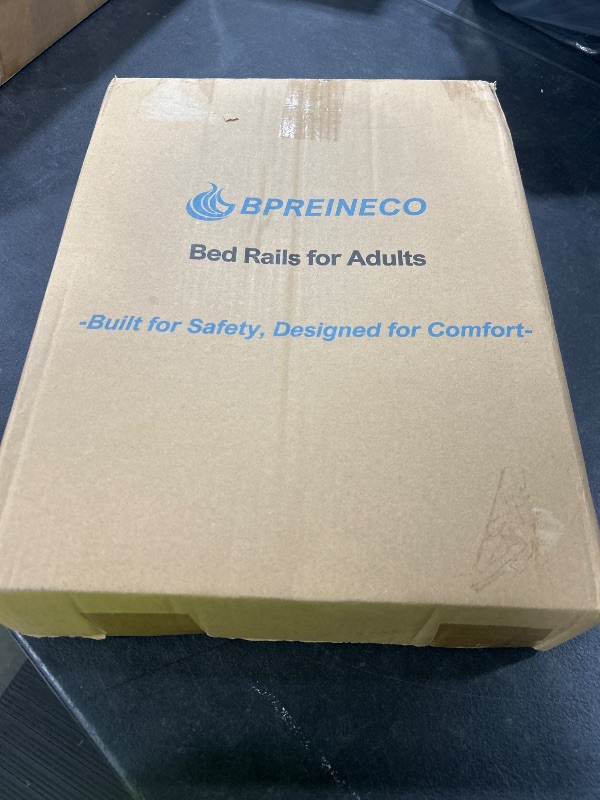 BPREINECO
Bed Rails for Adults
-Built for Safety, Designed for Comfort-